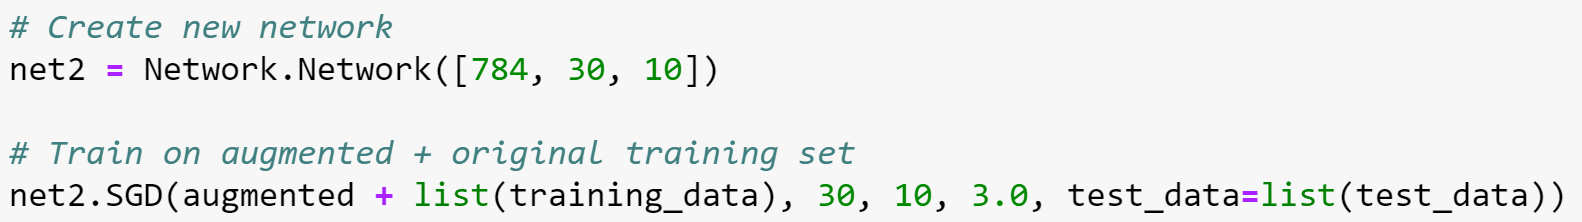 # Create new network
net2 = Network.Network([784, 30, 10])
# Train on augmented + original training set
net2.SGD(augmented + list(training_data), 30, 10, 3.0, test_data=list(test_data))